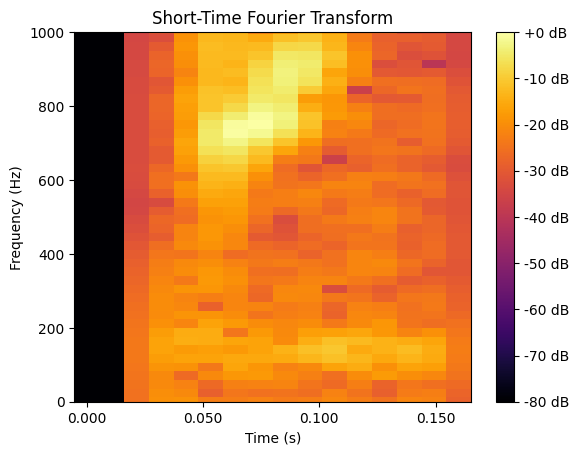 Short-Time Fourier Transform
1000
800
600
400
200
0
Frequency (Hz)
0.000
0.050
0.100
0.150
Time (s)
+0 dB
-10 dB
-20 dB
-30 dB
-40 dB
-50 dB
-60 dB
-70 dB
-80 dB